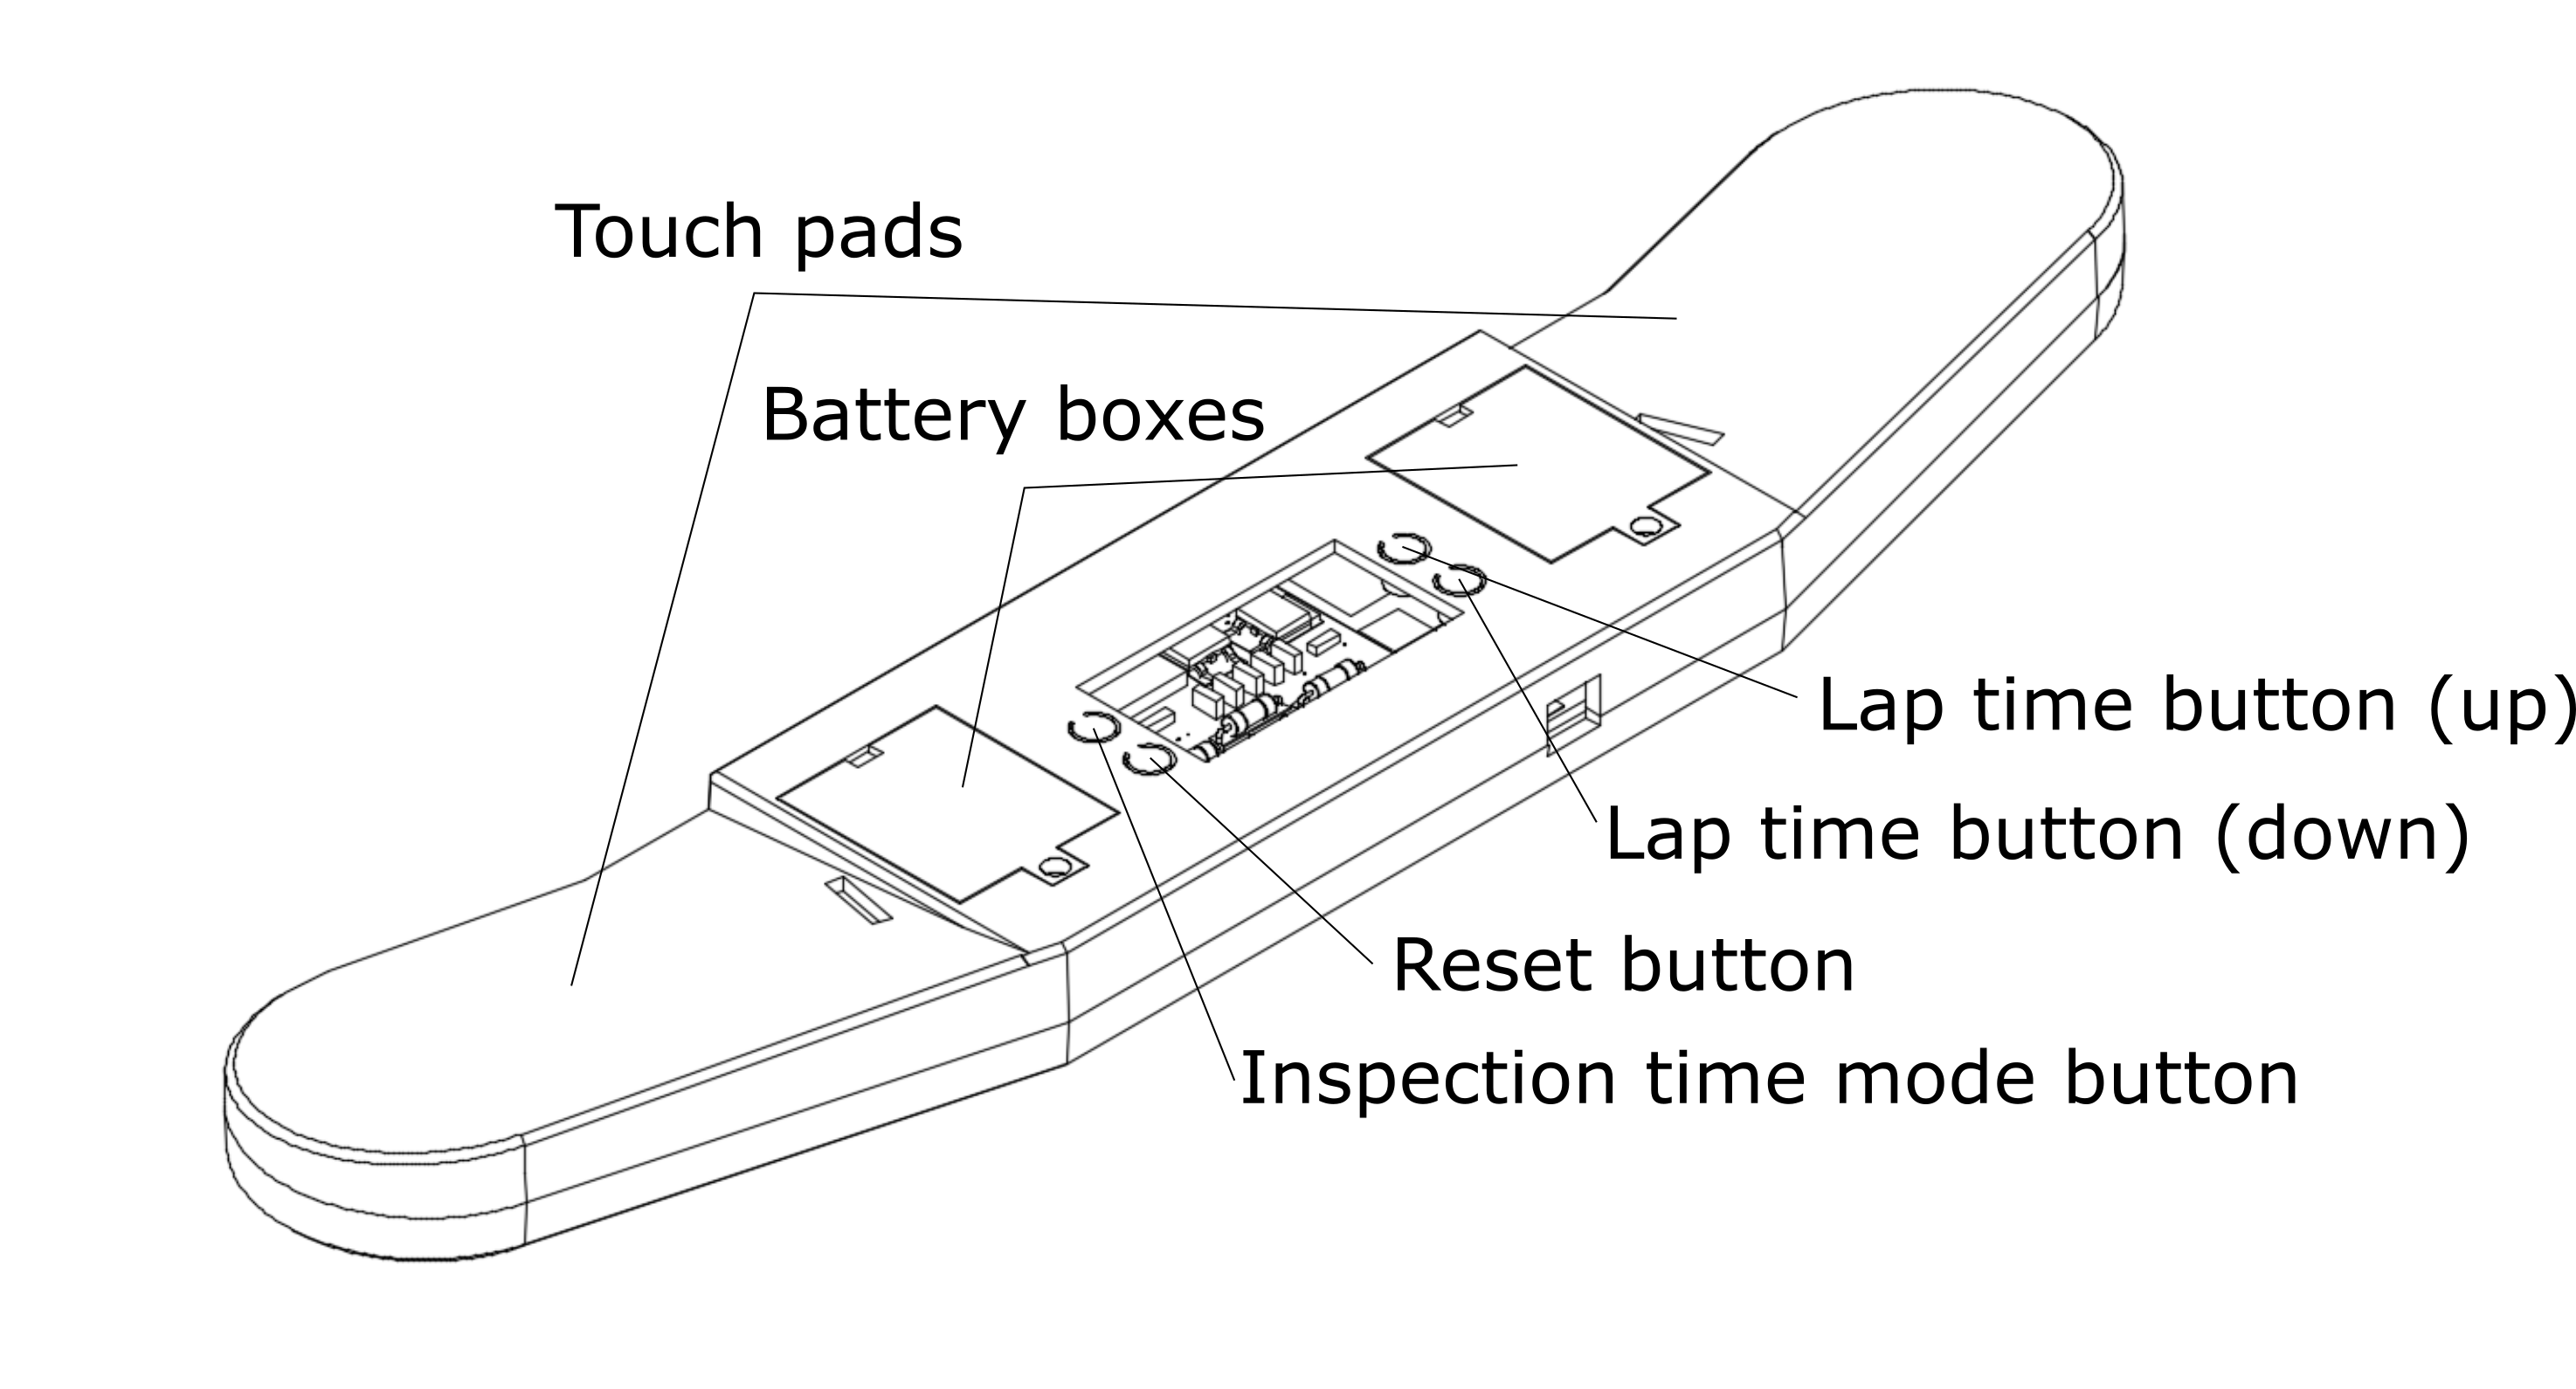 Touch pads
Battery boxes
Lap time button (up)
Lap time button (down)
Reset button
Inspection time mode button